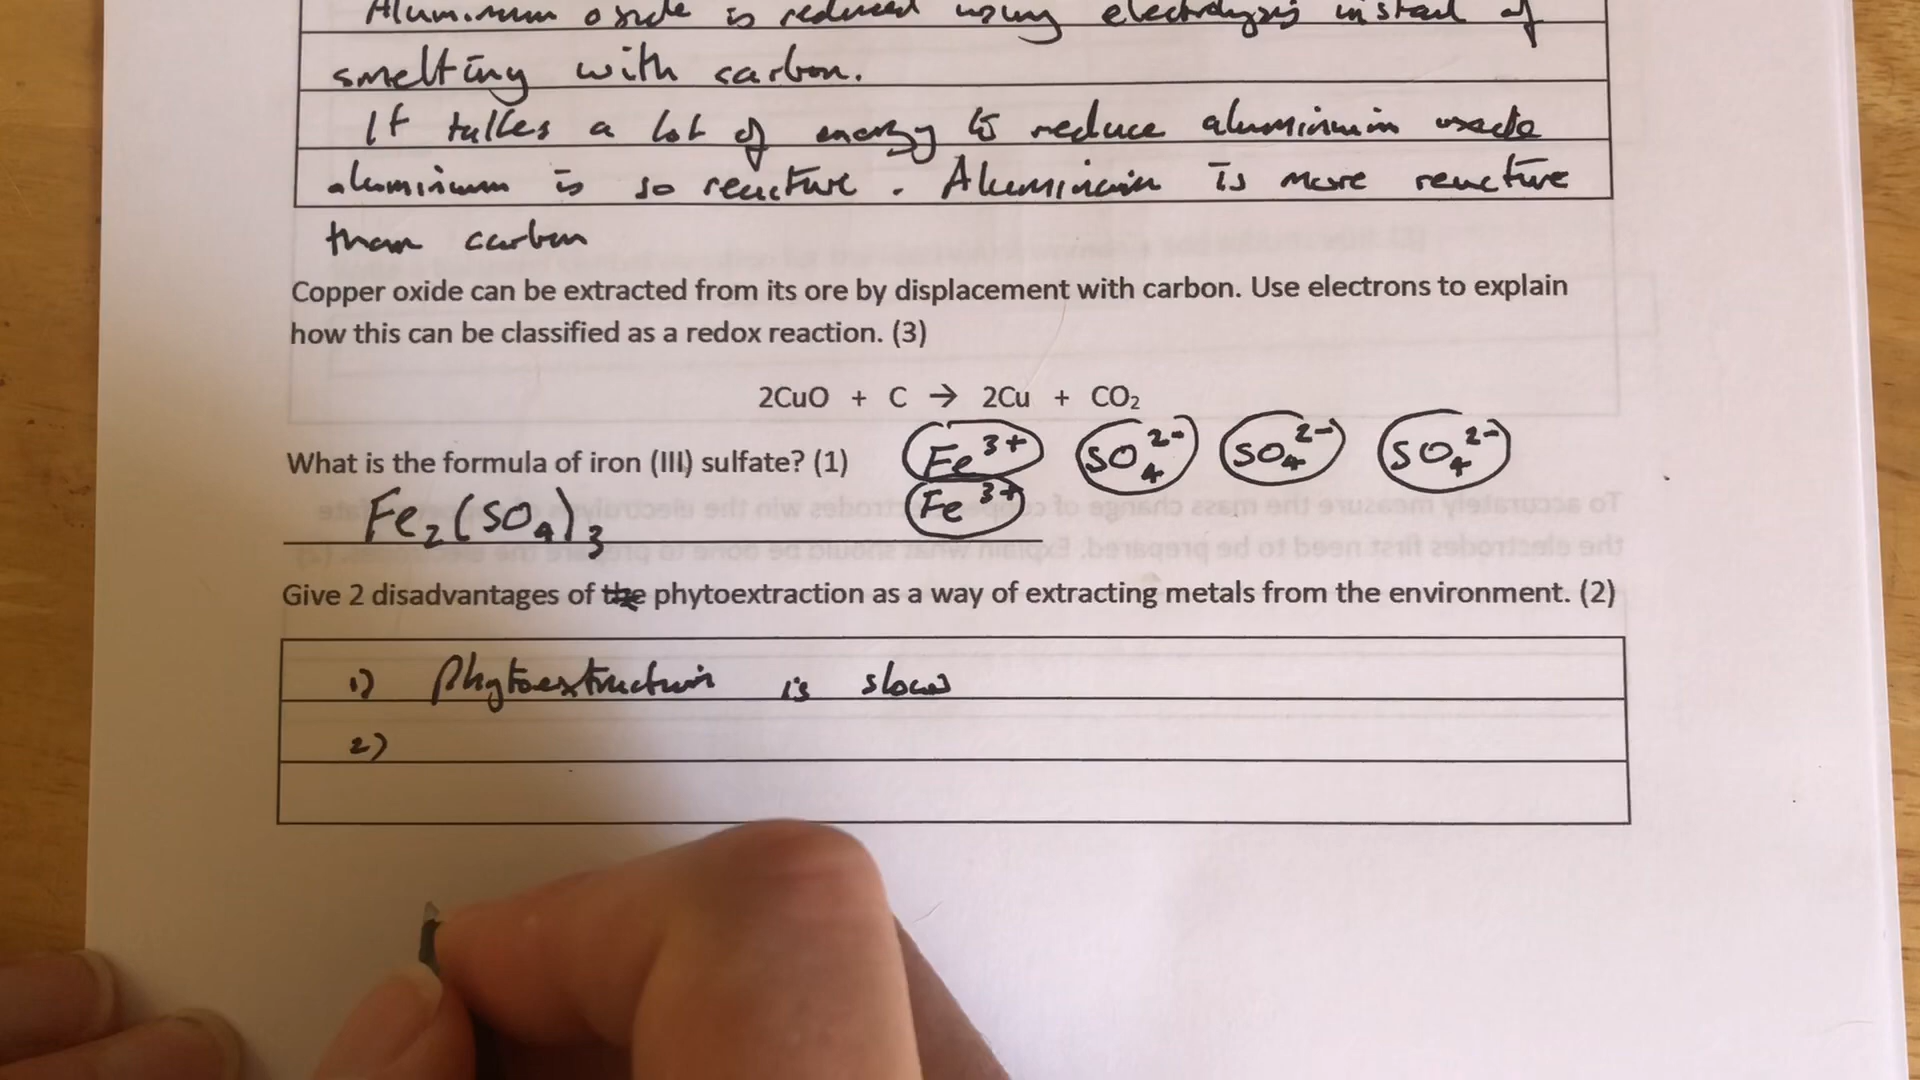 Aluminium oxide is reduced using electrolysis instead of
smelting with carbon.
It takes a lot of energy to reduce aluminium oxide
aluminium is so reactive. Aluminium is more reactive
than carbon
Copper oxide can be extracted from its ore by displacement with carbon. Use electrons to explain
how this can be classified as a redox reaction. (3)
2CuO + C → 2Cu + CO₂
What is the formula of iron (III) sulfate? (1) Fe³⁺ SO₄²⁻ SO₄²⁻ SO₄²⁻
Fe₂(SO₄)₃ Fe³⁺
Give 2 disadvantages of the phytoextraction as a way of extracting metals from the environment. (2)
1) Phytoextraction is slow
2)